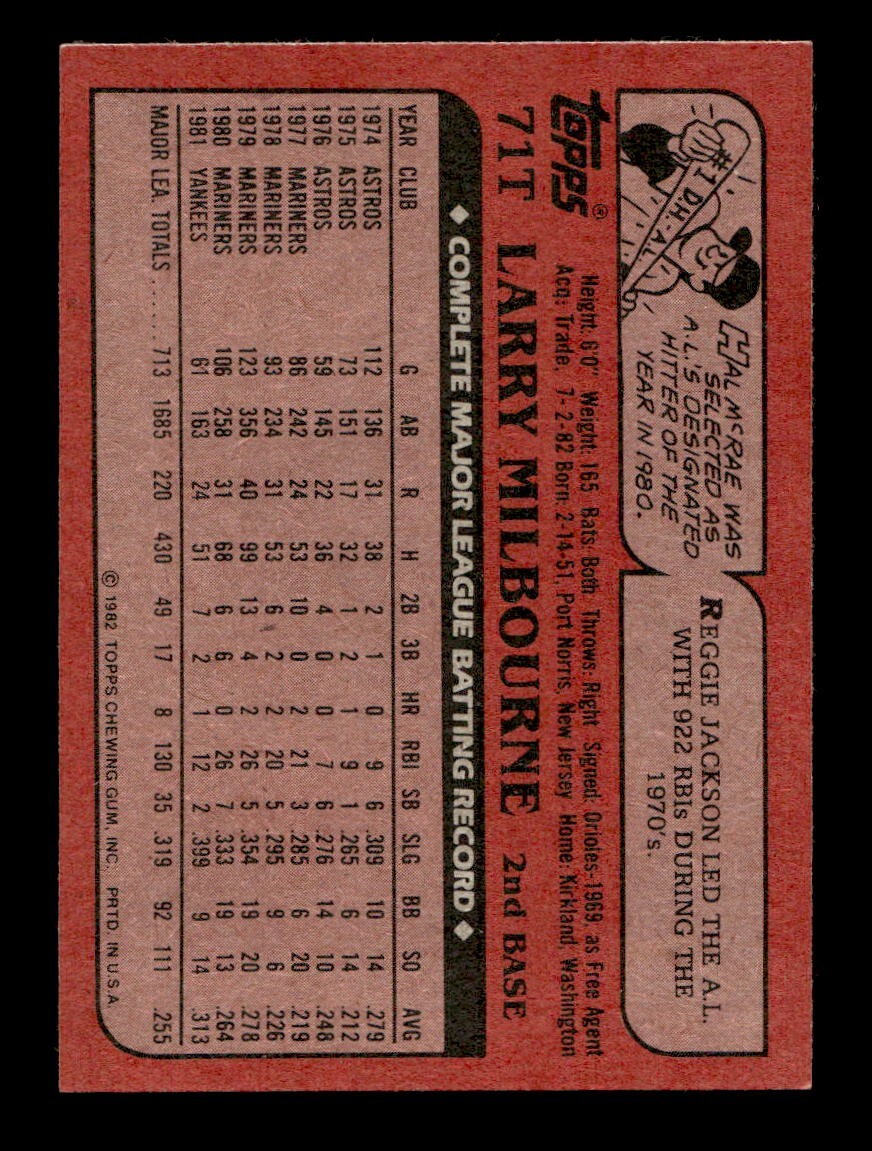 #1 D.H.-A.L.
HAL McRAE WAS
SELECTED AS
A.L.'S DESIGNATED
HITTER OF THE
YEAR IN 1980.
REGGIE JACKSON LED THE A.L.
WITH 922 RBIs DURING THE
1970's.
TOPPS®
Height: 6'0" Weight: 165 Bats: Both Throws: Right Signed: Orioles-1969, as Free Agent
Acq: Trade, 7-2-82 Born: 2-14-51, Port Norris, New Jersey Home: Kirkland, Washington
71T LARRY MILBOURNE 2nd BASE
◆ COMPLETE MAJOR LEAGUE BATTING RECORD ◆
YEAR CLUB G AB R H 2B 3B HR RBI SB SLG BB SO AVG
1974 ASTROS 112 136 31 38 2 1 0 9 6 .309 10 14 .279
1975 ASTROS 73 151 17 32 1 2 1 9 1 .265 6 14 .212
1976 ASTROS 59 145 22 36 4 0 0 7 6 .276 14 10 .248
1977 MARINERS 86 242 24 53 10 0 2 21 3 .285 6 20 .219
1978 MARINERS 93 234 31 53 6 2 2 20 5 .295 9 6 .226
1979 MARINERS 123 356 40 99 13 4 2 26 5 .354 19 20 .278
1980 MARINERS 106 258 31 68 6 6 0 26 7 .333 19 13 .264
1981 YANKEES 61 163 24 51 7 2 1 12 2 .399 9 14 .313
MAJOR LEA. TOTALS ...... 713 1685 220 430 49 17 8 130 35 .319 92 111 .255
© 1982 TOPPS CHEWING GUM, INC. PRTD. IN U.S.A.